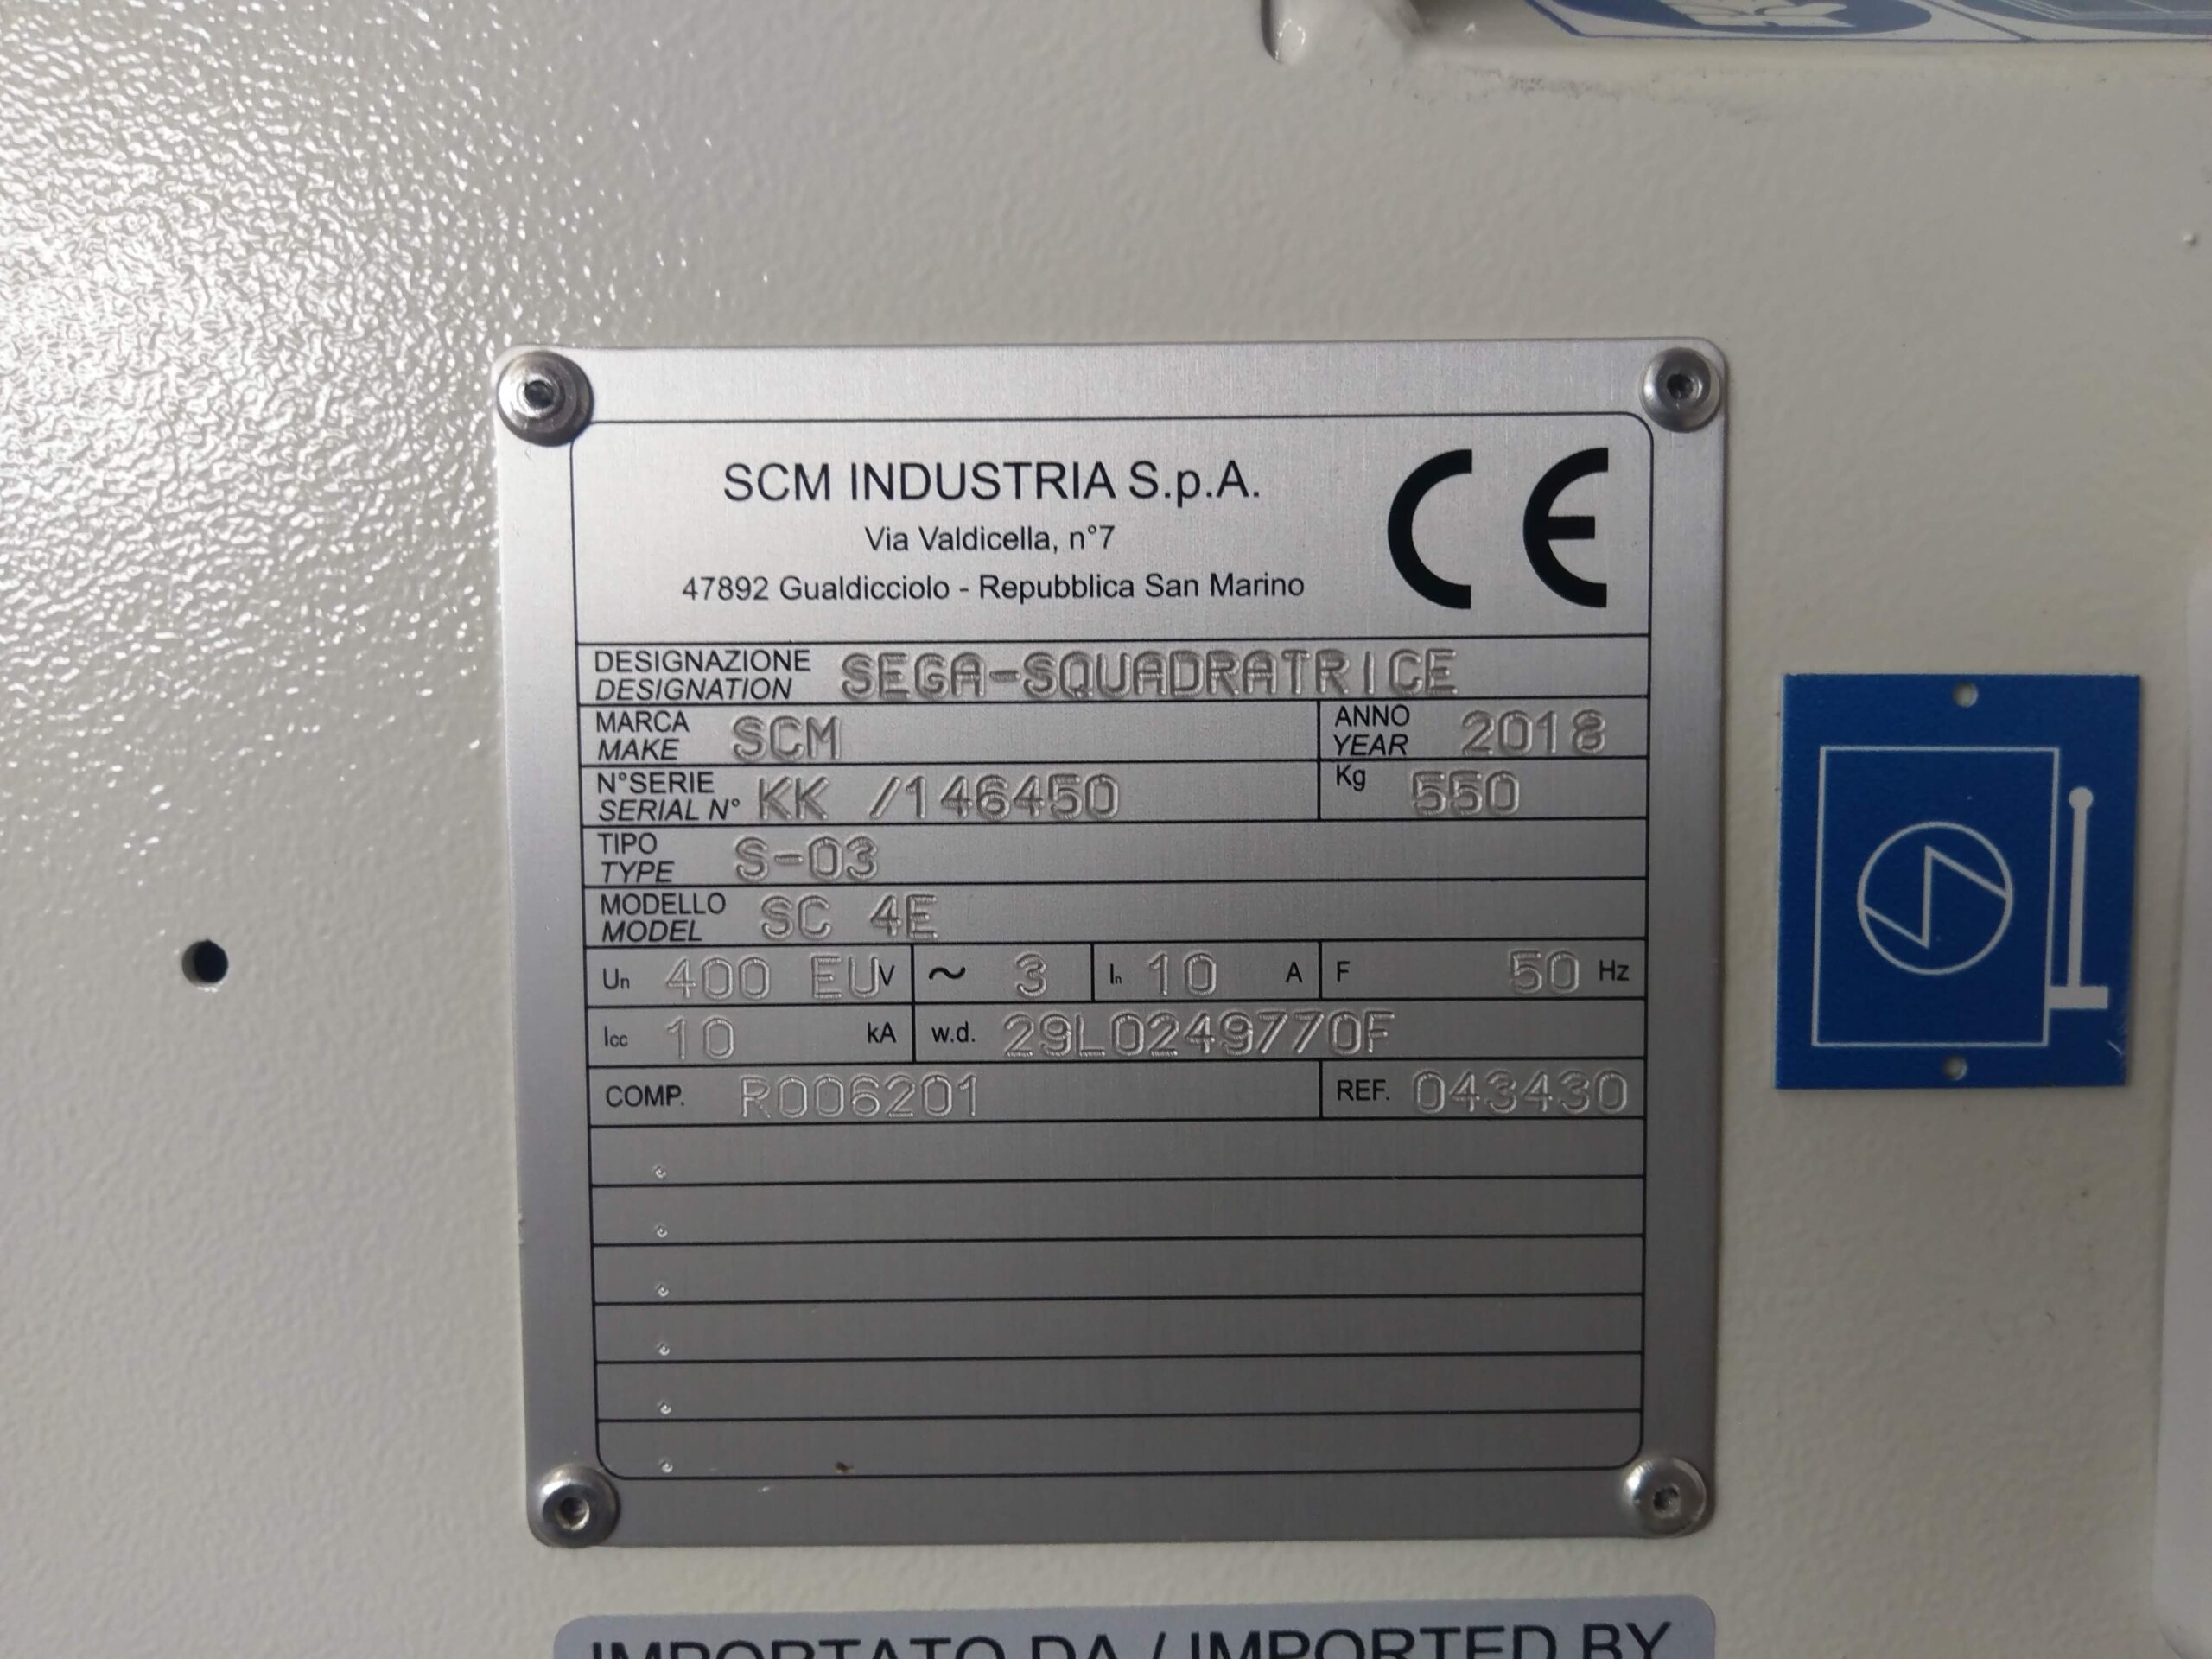 SCM INDUSTRIA S.p.A.
Via Valdicella, n°7
47892 Gualdicciolo - Repubblica San Marino
CE
DESIGNAZIONE
DESIGNATION SEGA-SQUADRATRICE
MARCA
MAKE SCM
ANNO
YEAR 2018
N°SERIE
SERIAL N° KK /146450
Kg 550
TIPO
TYPE S-03
MODELLO
MODEL SC 4E
Un 400 EU V ~ 3 In 10 A F 50 Hz
Icc 10 kA w.d. 29L0249770F
COMP. R006201 REF. 043430
IMPORTATO DA / IMPORTED BY